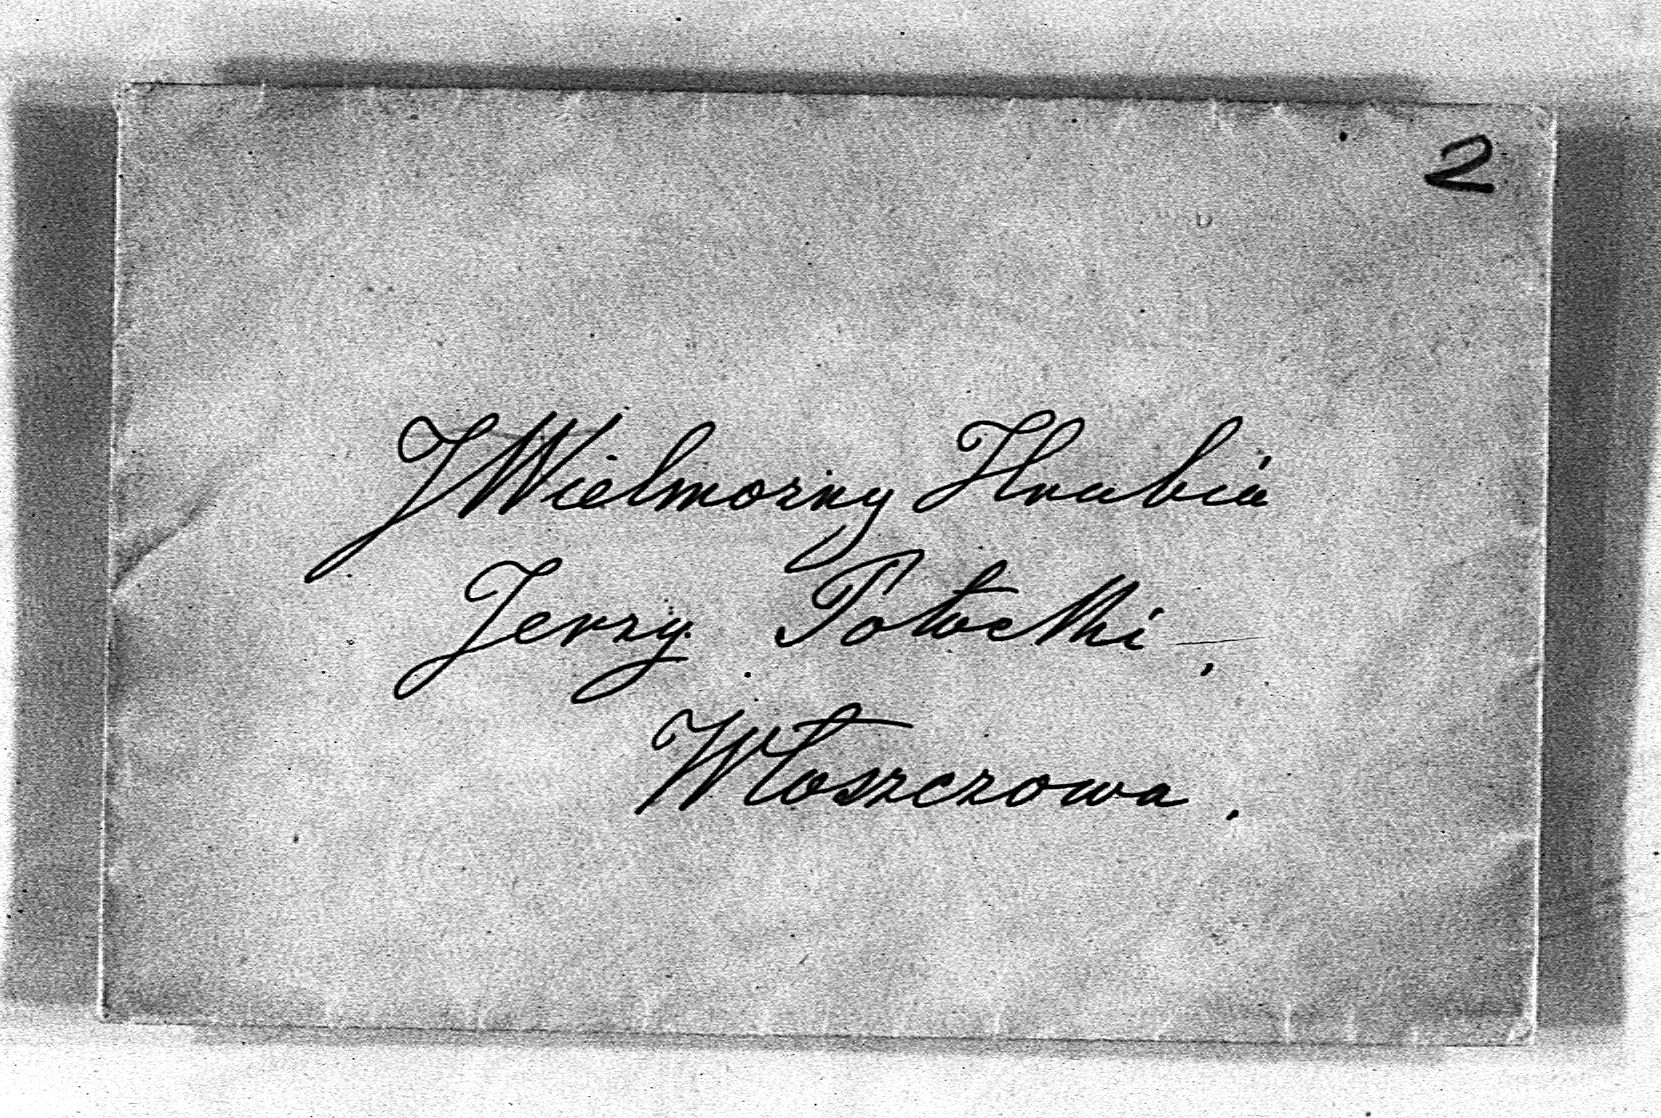 2
JWielmożny Hrabia
Jerzy Potocki.
Włoszczowa.